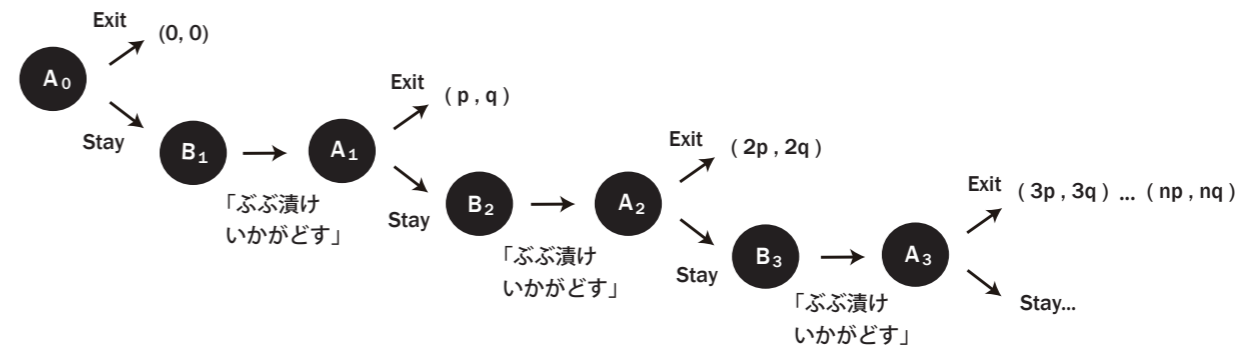 Exit
(0, 0)
A0
Stay
B1
「ぶぶ漬け
いかがどす」
A1
Exit
( p , q )
Stay
B2
「ぶぶ漬け
いかがどす」
A2
Exit
( 2p , 2q )
Stay
B3
「ぶぶ漬け
いかがどす」
A3
Exit
( 3p , 3q ) ... ( np , nq )
Stay...